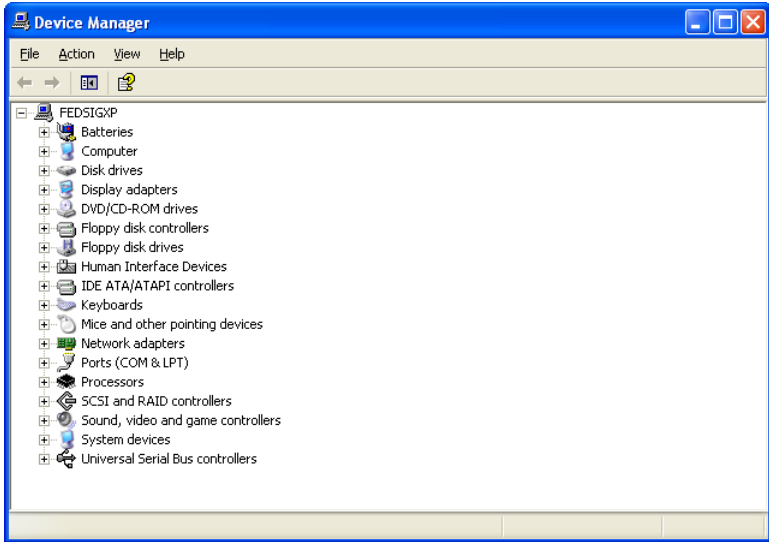 Device Manager
File Action View Help
FEDSIGXP
Batteries
Computer
Disk drives
Display adapters
DVD/CD-ROM drives
Floppy disk controllers
Floppy disk drives
Human Interface Devices
IDE ATA/ATAPI controllers
Keyboards
Mice and other pointing devices
Network adapters
Ports (COM & LPT)
Processors
SCSI and RAID controllers
Sound, video and game controllers
System devices
Universal Serial Bus controllers